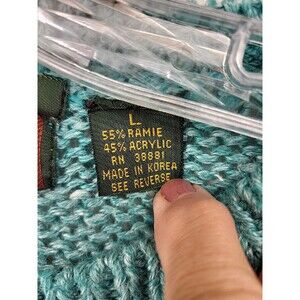 L
55% RAMIE
45% ACRYLIC
RN 38881
MADE IN KOREA
SEE REVERSE